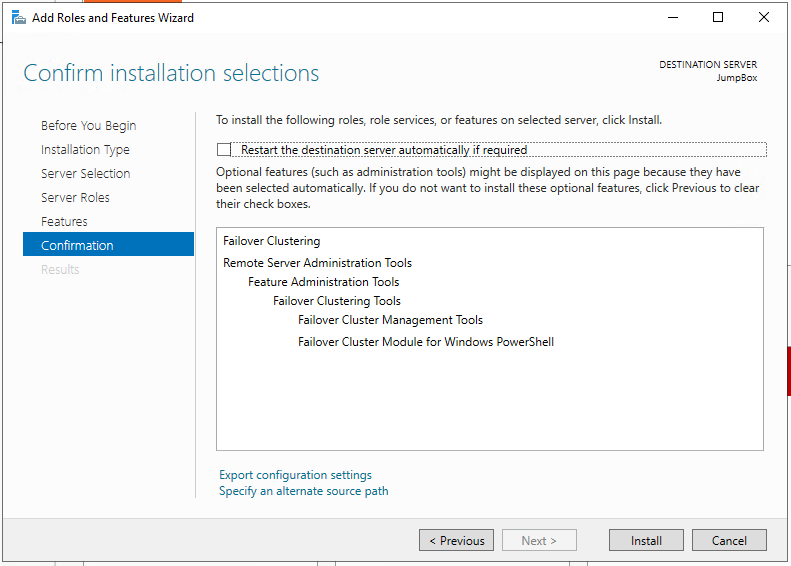 Add Roles and Features Wizard
Confirm installation selections
DESTINATION SERVER
JumpBox
Before You Begin
Installation Type
Server Selection
Server Roles
Features
Confirmation
Results
To install the following roles, role services, or features on selected server, click Install.
Restart the destination server automatically if required
Optional features (such as administration tools) might be displayed on this page because they have
been selected automatically. If you do not want to install these optional features, click Previous to clear
their check boxes.
Failover Clustering
Remote Server Administration Tools
Feature Administration Tools
Failover Clustering Tools
Failover Cluster Management Tools
Failover Cluster Module for Windows PowerShell
Export configuration settings
Specify an alternate source path
< Previous
Next >
Install
Cancel